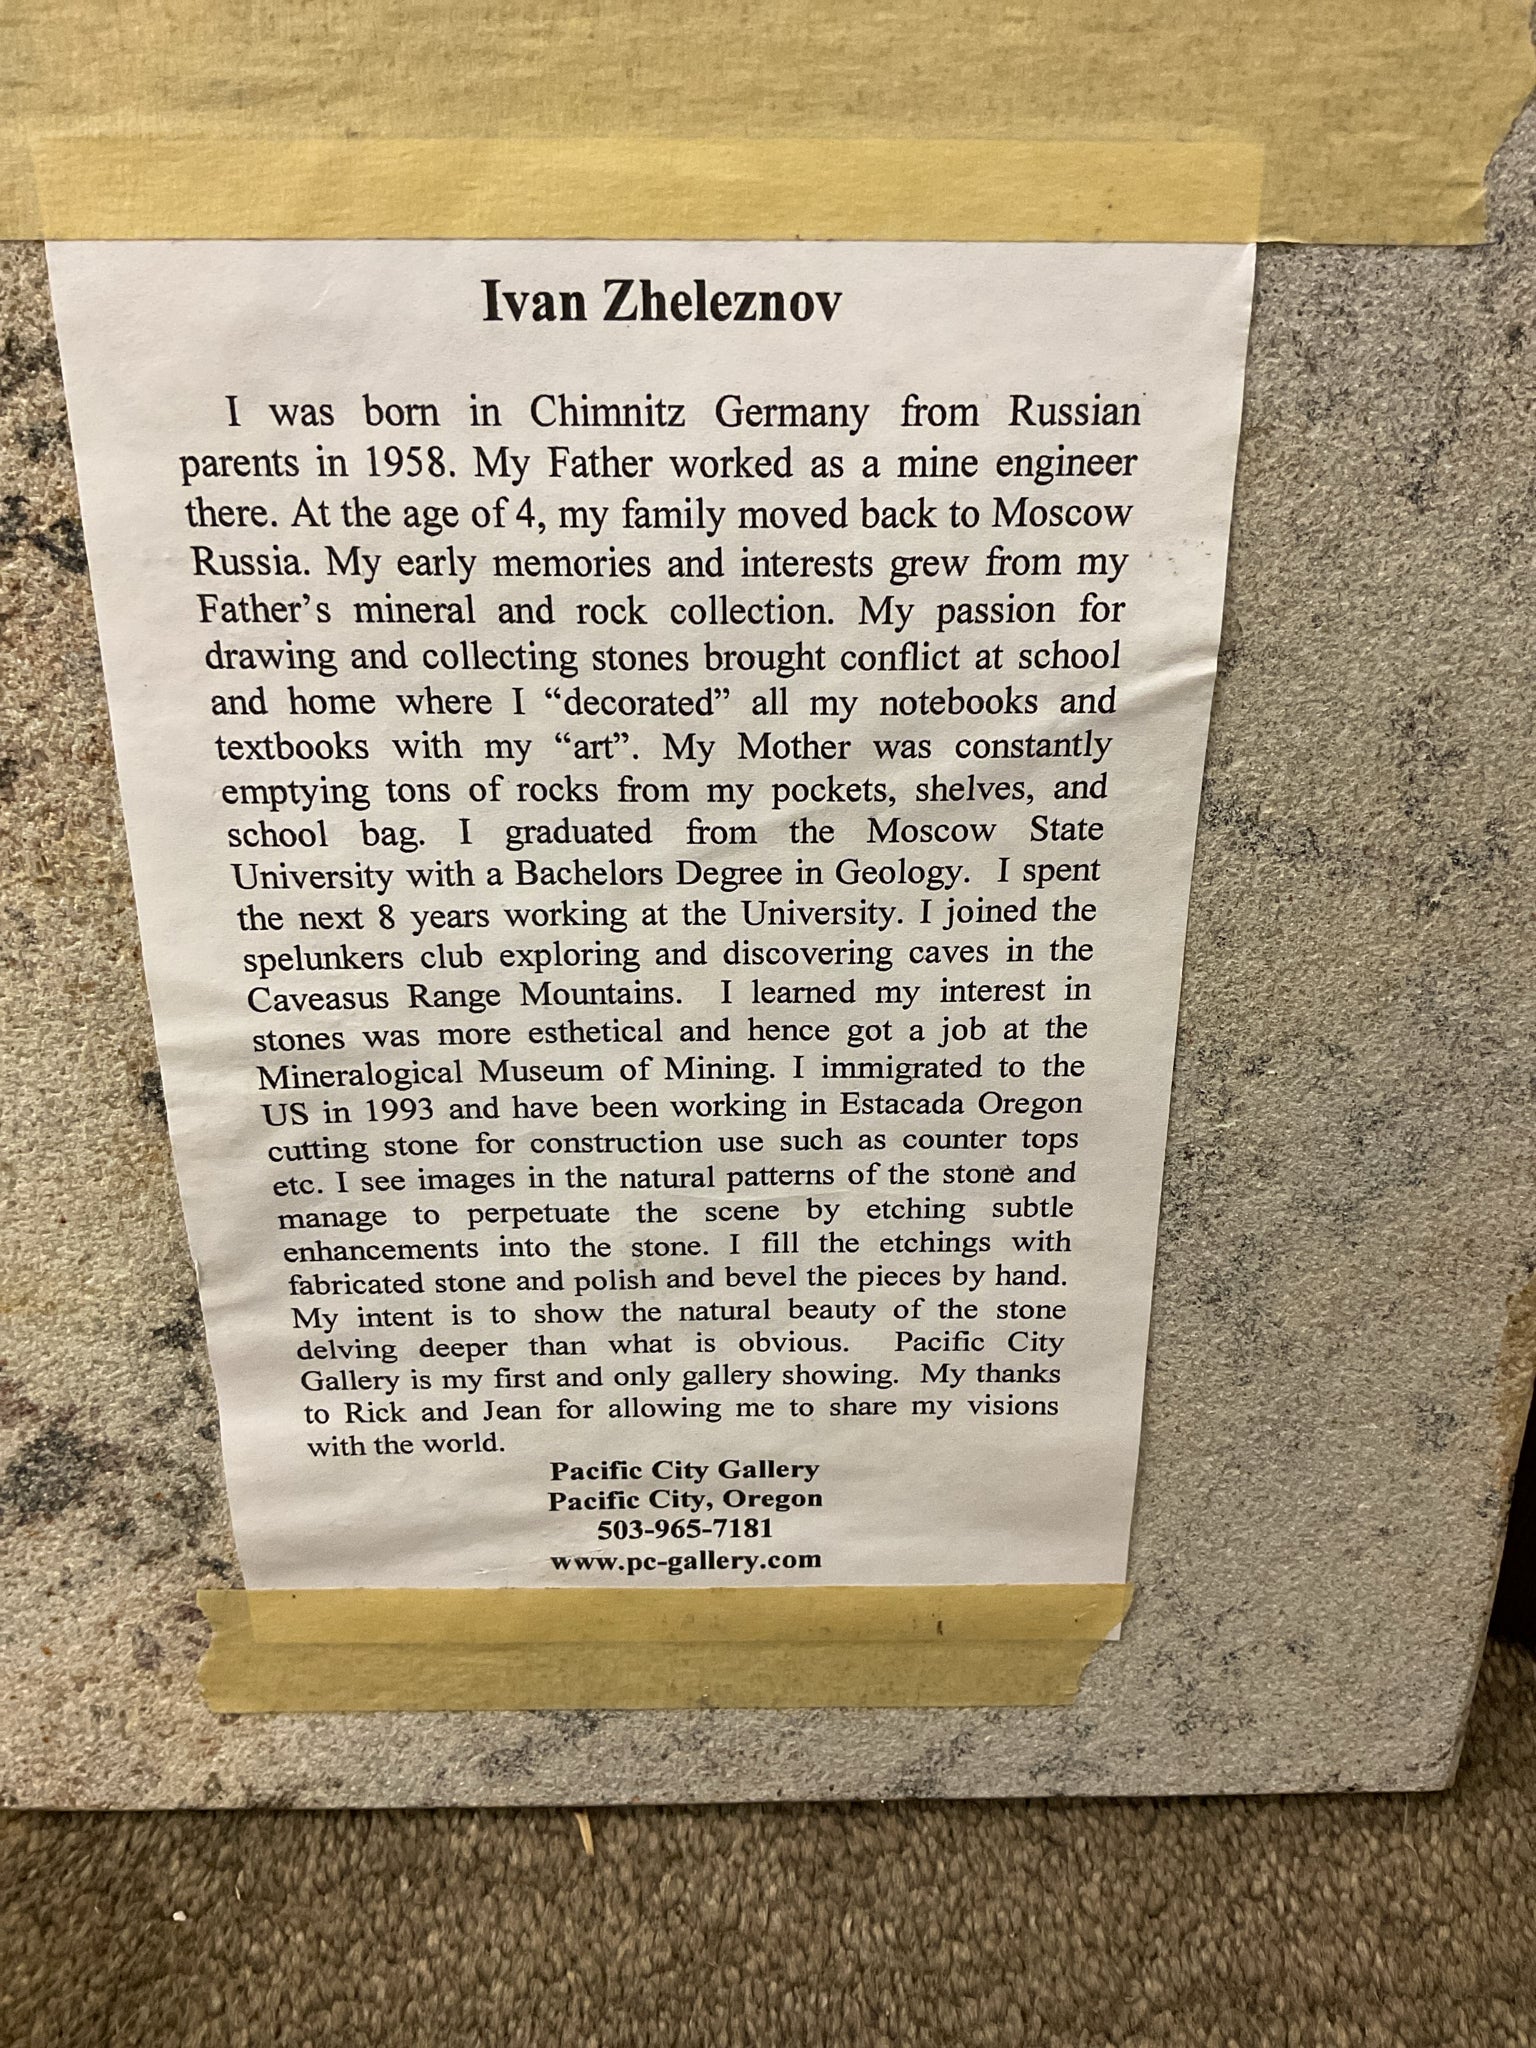 Ivan Zheleznov
I was born in Chimnitz Germany from Russian
parents in 1958. My Father worked as a mine engineer
there. At the age of 4, my family moved back to Moscow
Russia. My early memories and interests grew from my
Father's mineral and rock collection. My passion for
drawing and collecting stones brought conflict at school
and home where I “decorated” all my notebooks and
textbooks with my “art”. My Mother was constantly
emptying tons of rocks from my pockets, shelves, and
school bag. I graduated from the Moscow State
University with a Bachelors Degree in Geology. I spent
the next 8 years working at the University. I joined the
spelunkers club exploring and discovering caves in the
Caveasus Range Mountains. I learned my interest in
stones was more esthetical and hence got a job at the
Mineralogical Museum of Mining. I immigrated to the
US in 1993 and have been working in Estacada Oregon
cutting stone for construction use such as counter tops
etc. I see images in the natural patterns of the stone and
manage to perpetuate the scene by etching subtle
enhancements into the stone. I fill the etchings with
fabricated stone and polish and bevel the pieces by hand.
My intent is to show the natural beauty of the stone
delving deeper than what is obvious. Pacific City
Gallery is my first and only gallery showing. My thanks
to Rick and Jean for allowing me to share my visions
with the world.
Pacific City Gallery
Pacific City, Oregon
503-965-7181
www.pc-gallery.com